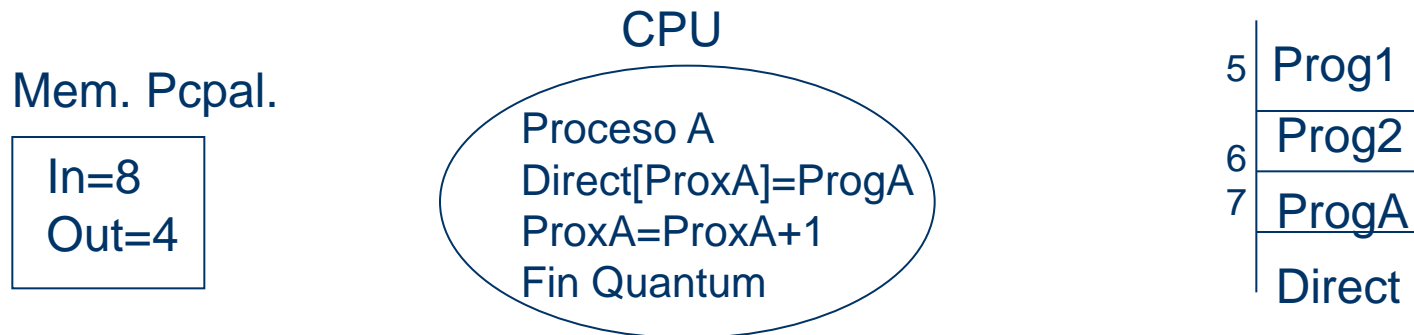 CPU
Mem. Pcpal.
In=8
Out=4
Proceso A
Direct[ProxA]=ProgA
ProxA=ProxA+1
Fin Quantum
5 Prog1
6 Prog2
7 ProgA
Direct